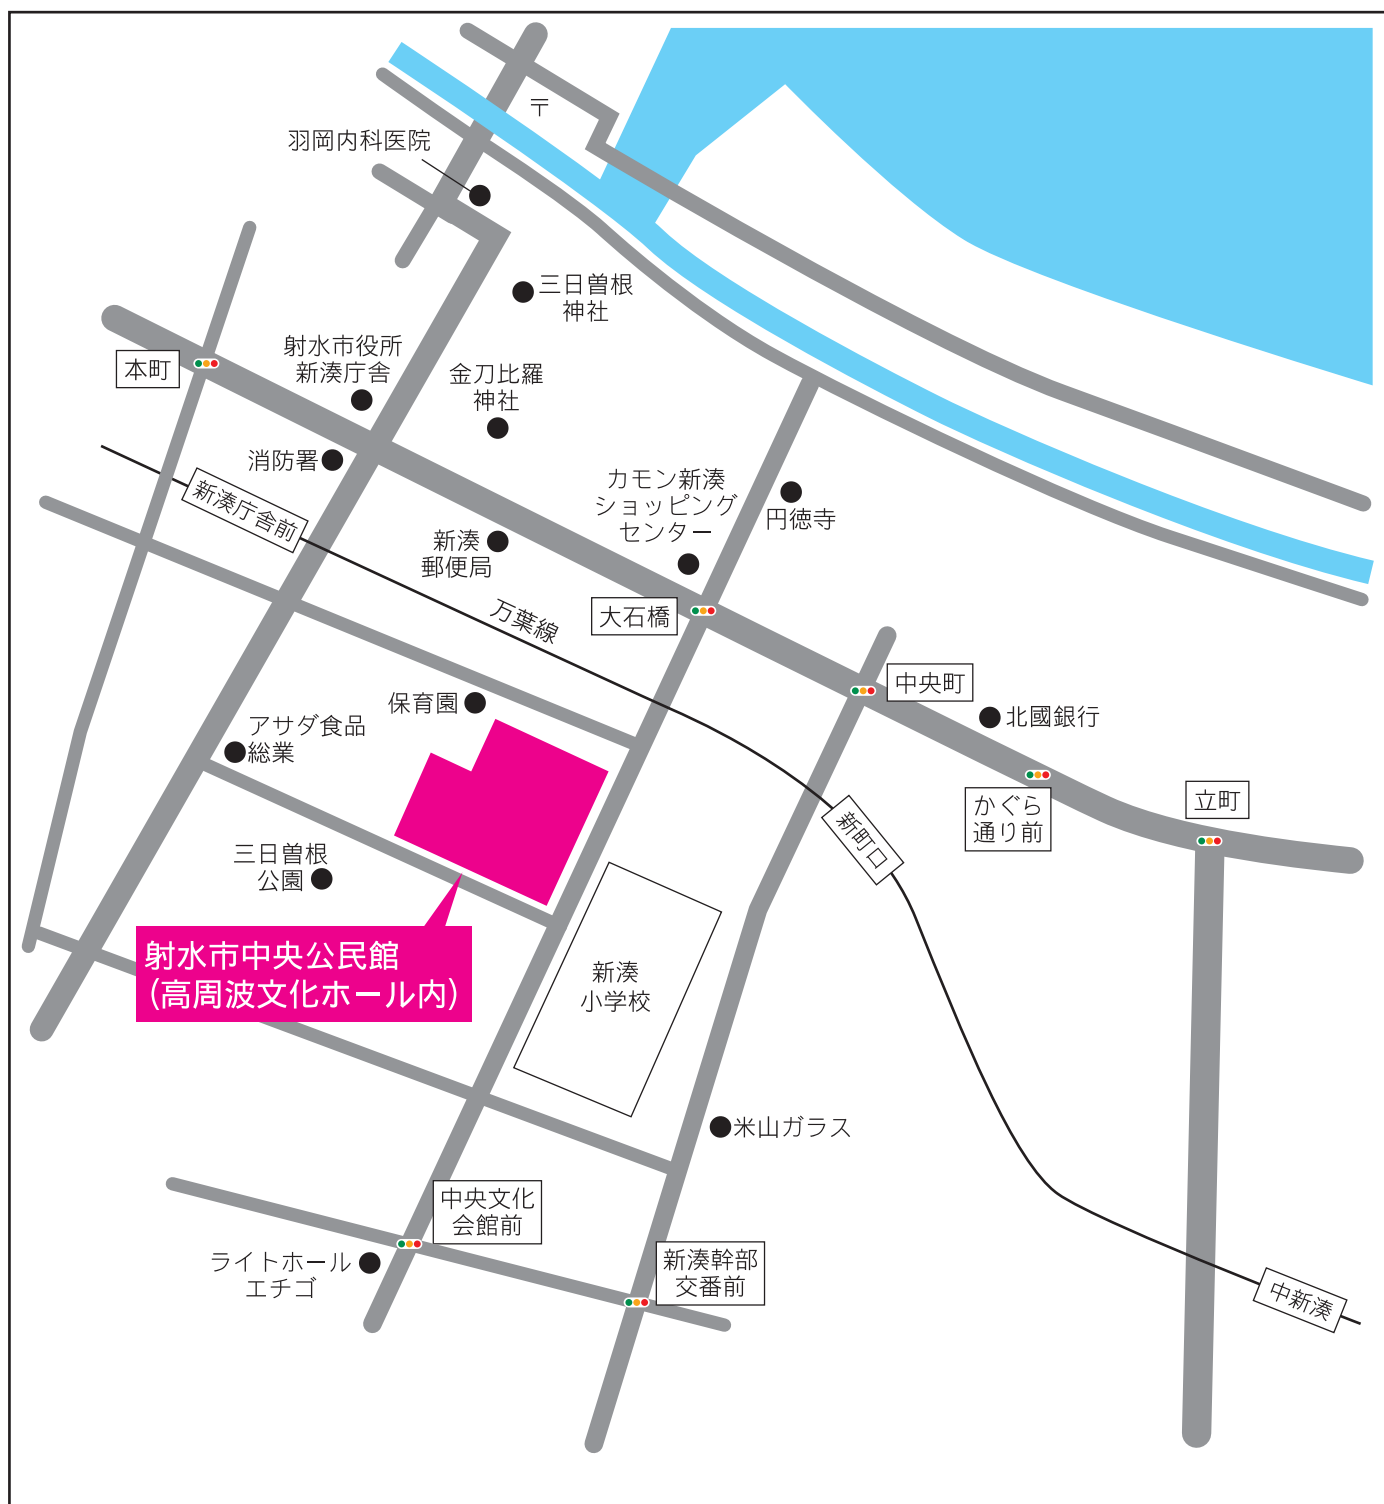 〒
羽岡内科医院
三日曽根
神社
射水市役所
新湊庁舎
本町
金刀比羅
神社
消防署
新湊庁舎前
カモン新湊
ショッピング
センター
円徳寺
新湊
郵便局
大石橋
万葉線
中央町
保育園
北國銀行
アサダ食品
総業
かぐら
通り前
立町
新町口
三日曽根
公園
射水市中央公民館
(高周波文化ホール内)
新湊
小学校
米山ガラス
中央文化
会館前
ライトホール
エチゴ
新湊幹部
交番前
中新湊